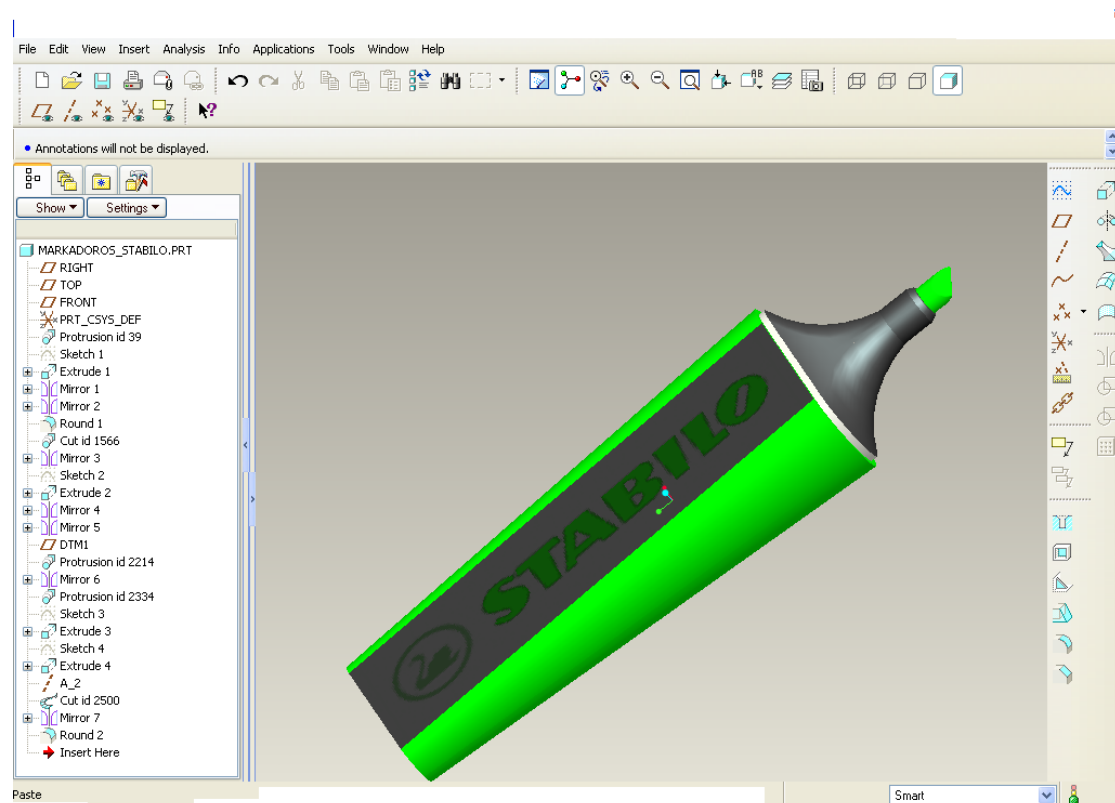 File Edit View Insert Analysis Info Applications Tools Window Help
Annotations will not be displayed.
Show Settings
MARKADOROS_STABILO.PRT
RIGHT
TOP
FRONT
PRT_CSYS_DEF
Protrusion id 39
Sketch 1
Extrude 1
Mirror 1
Mirror 2
Round 1
Cut id 1566
Mirror 3
Sketch 2
Extrude 2
Mirror 4
Mirror 5
DTM1
Protrusion id 2214
Mirror 6
Protrusion id 2334
Sketch 3
Extrude 3
Sketch 4
Extrude 4
A_2
Cut id 2500
Mirror 7
Round 2
Insert Here
STABILO
Paste
Smart